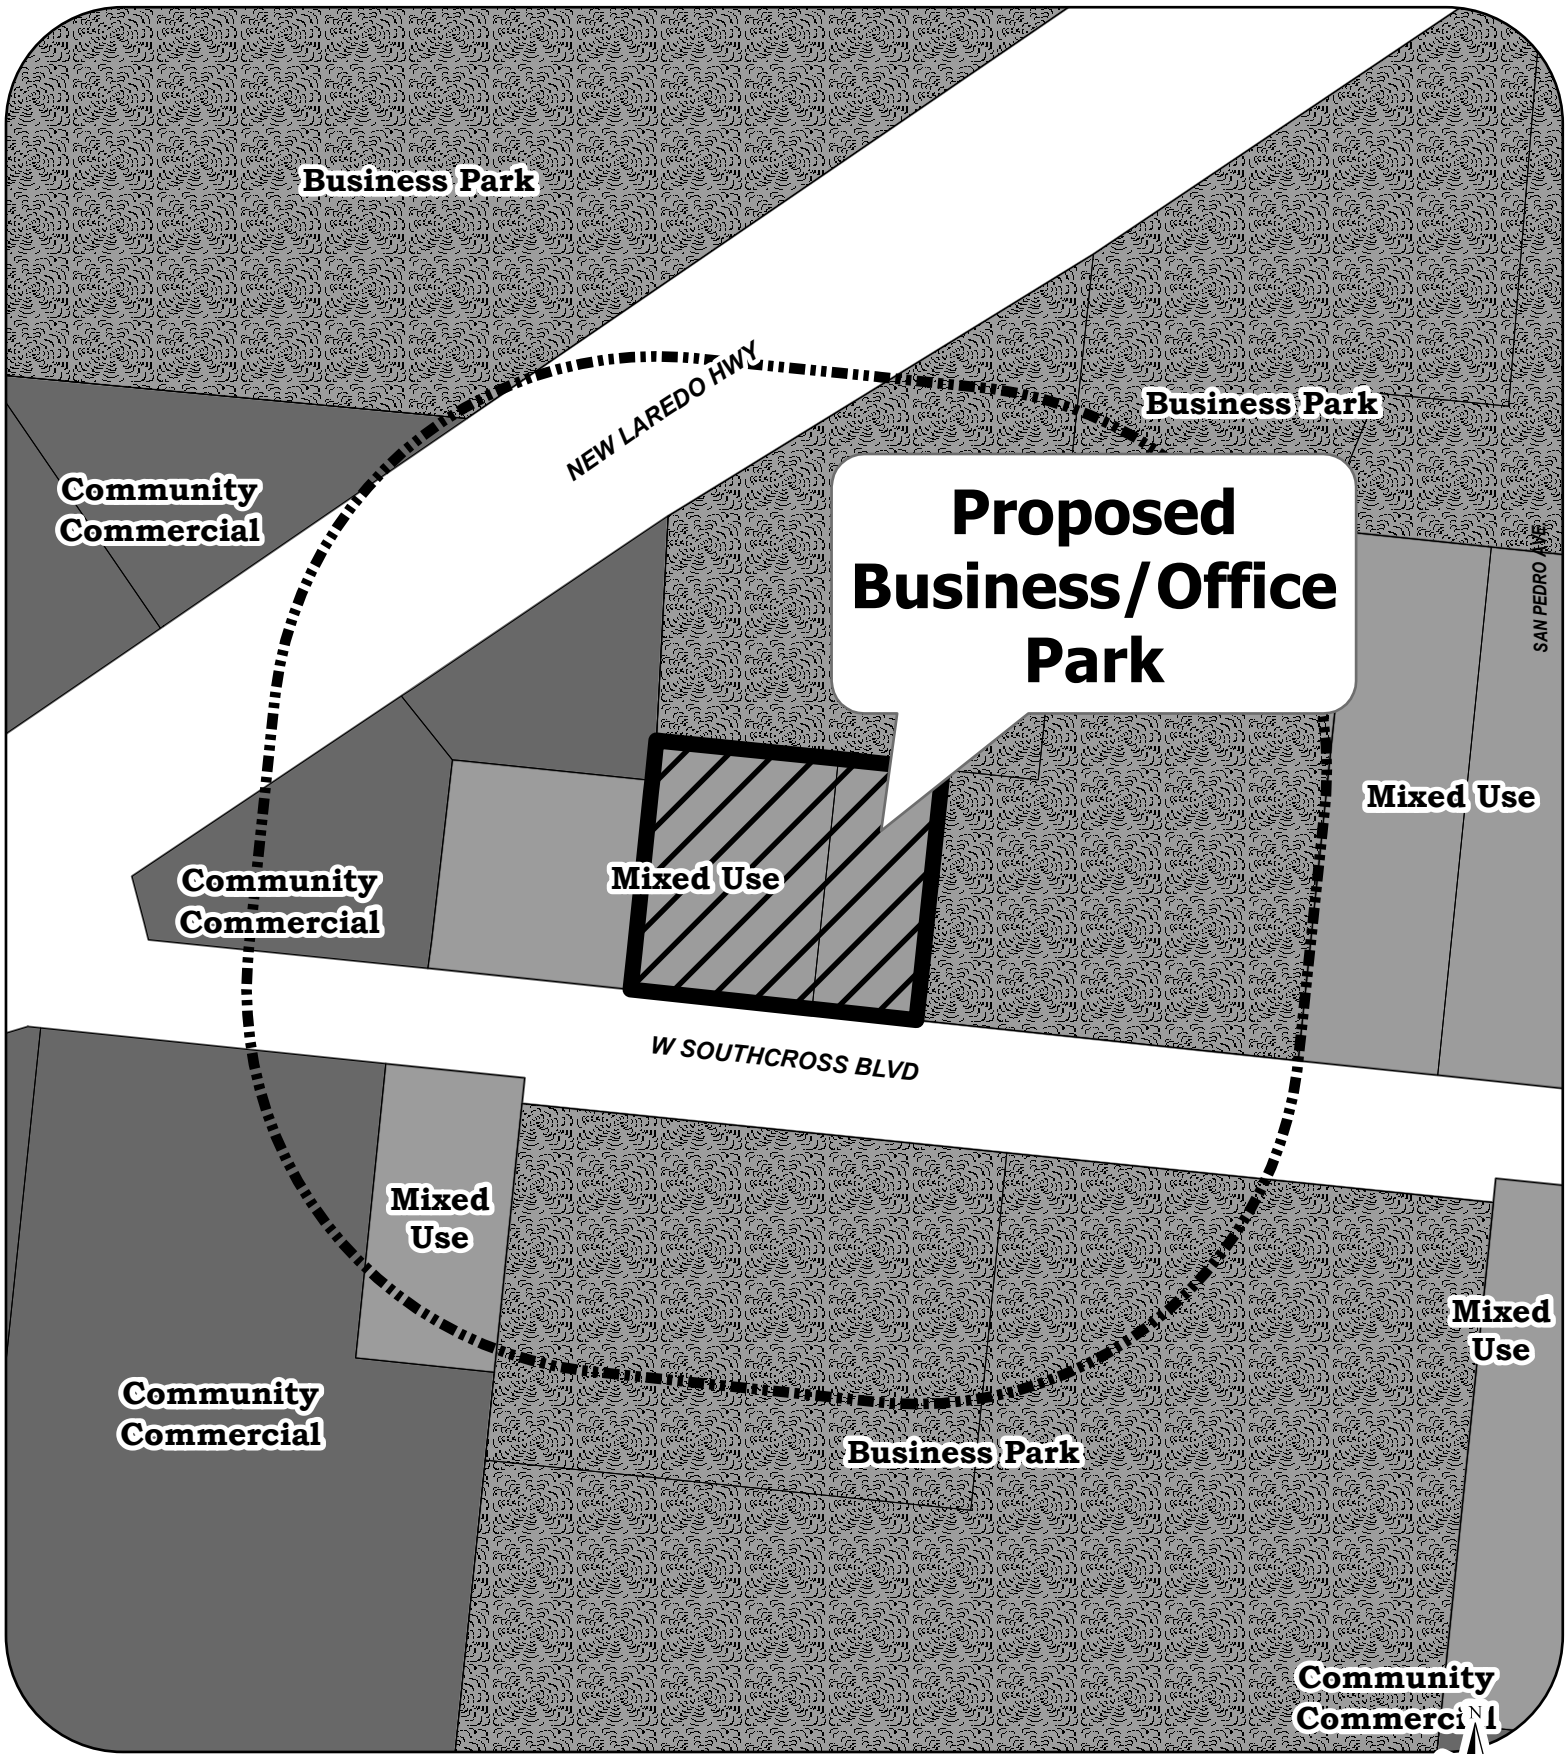 Business Park
NEW LAREDO HWY
Business Park
Community
Commercial
Proposed
Business/Office
Park
SAN PEDRO AVE
Mixed Use
Mixed Use
Community
Commercial
W SOUTHCROSS BLVD
Mixed
Use
Mixed
Use
Community
Commercial
Business Park
Community
Commercial
N